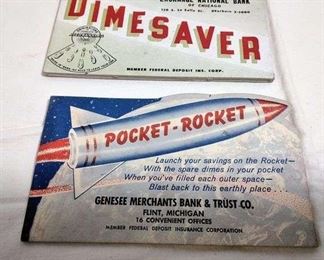 EXCHANGE NATIONAL BANK
OF CHICAGO
DIMESAVER
MEMBER FEDERAL DEPOSIT INS. CORP.
POCKET-ROCKET
Launch your savings on the Rocket—
With the spare dimes in your pocket
When you've filled each outer space—
Blast back to this earthly place . . .
GENESEE MERCHANTS BANK & TRUST CO.
FLINT, MICHIGAN
16 CONVENIENT OFFICES
MEMBER FEDERAL DEPOSIT INSURANCE CORPORATION